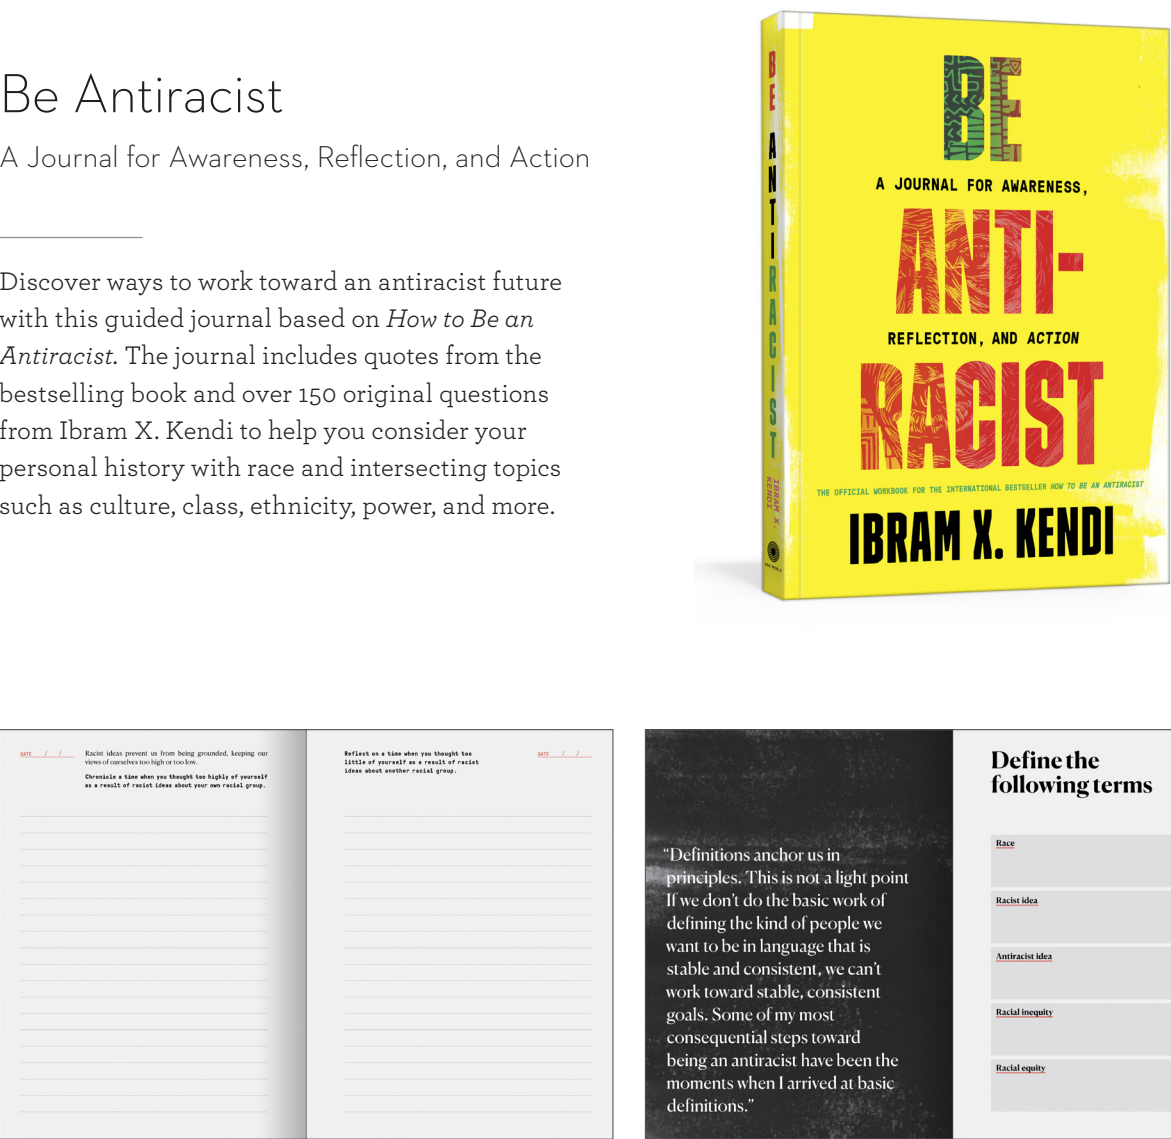 Be Antiracist
A Journal for Awareness, Reflection, and Action
Discover ways to work toward an antiracist future
with this guided journal based on How to Be an
Antiracist. The journal includes quotes from the
bestselling book and over 150 original questions
from Ibram X. Kendi to help you consider your
personal history with race and intersecting topics
such as culture, class, ethnicity, power, and more.
BE ANTIRACIST
IBRAM X.
KENDI
BE
A JOURNAL FOR AWARENESS,
ANTI-
REFLECTION, AND ACTION
RACIST
THE OFFICIAL WORKBOOK FOR THE INTERNATIONAL BESTSELLER HOW TO BE AN ANTIRACIST
IBRAM X. KENDI
DATE / /
Racist ideas prevent us from being grounded, keeping our
views of ourselves too high or too low.
Chronicle a time when you thought too highly of yourself
as a result of racist ideas about your own racial group.
Reflect on a time when you thought too
little of yourself as a result of racist
ideas about another racial group.
DATE / /
“Definitions anchor us in
principles. This is not a light point
If we don’t do the basic work of
defining the kind of people we
want to be in language that is
stable and consistent, we can’t
work toward stable, consistent
goals. Some of my most
consequential steps toward
being an antiracist have been the
moments when I arrived at basic
definitions.”
Define the
following terms
Race
Racist idea
Antiracist idea
Racial inequity
Racial equity